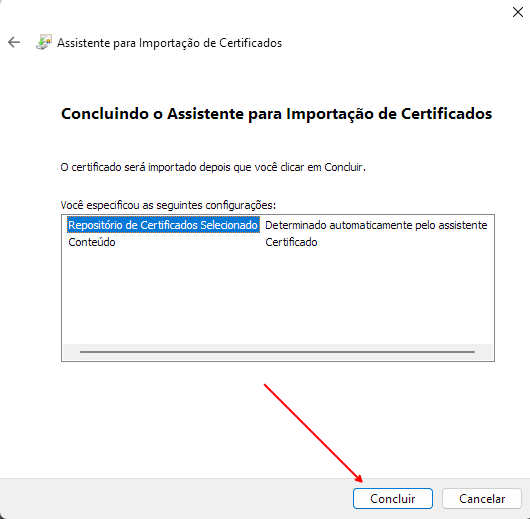 Assistente para Importação de Certificados
Concluindo o Assistente para Importação de Certificados
O certificado será importado depois que você clicar em Concluir.
Você especificou as seguintes configurações:
Repositório de Certificados Selecionado Determinado automaticamente pelo assistente
Conteúdo Certificado
Concluir Cancelar